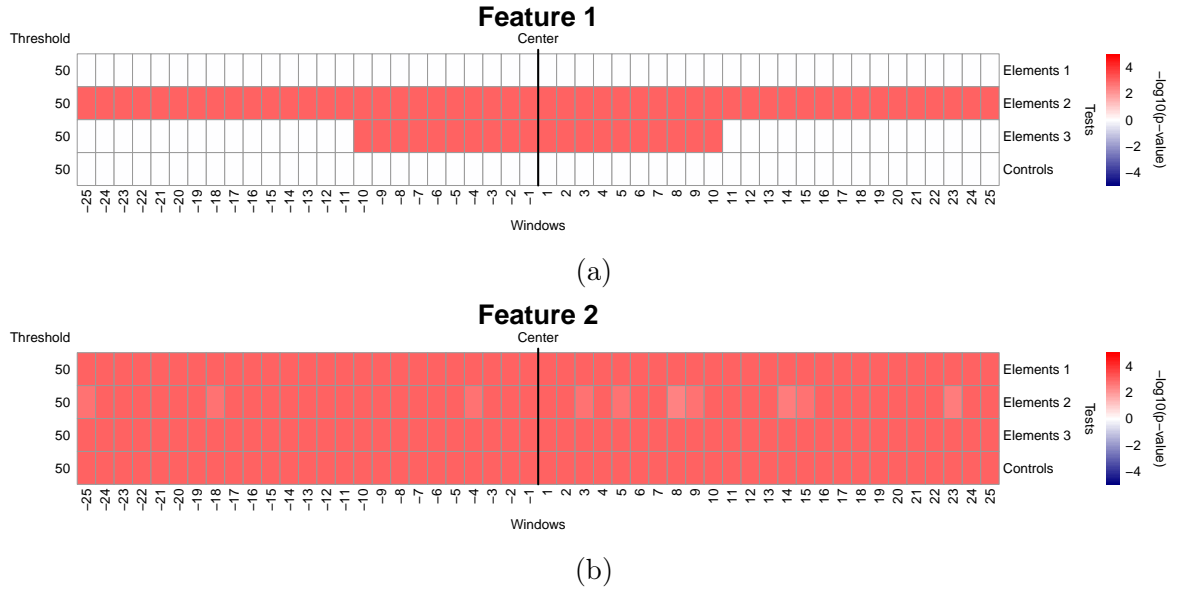 Feature 1
Threshold
Center
50
Elements 1
50
Elements 2
50
Elements 3
50
Controls
−25 −24 −23 −22 −21 −20 −19 −18 −17 −16 −15 −14 −13 −12 −11 −10 −9 −8 −7 −6 −5 −4 −3 −2 −1 1 2 3 4 5 6 7 8 9 10 11 12 13 14 15 16 17 18 19 20 21 22 23 24 25
Windows
Tests
4
2
0
−2
−4
−log10(p−value)
(a)
Feature 2
Threshold
Center
50
Elements 1
50
Elements 2
50
Elements 3
50
Controls
−25 −24 −23 −22 −21 −20 −19 −18 −17 −16 −15 −14 −13 −12 −11 −10 −9 −8 −7 −6 −5 −4 −3 −2 −1 1 2 3 4 5 6 7 8 9 10 11 12 13 14 15 16 17 18 19 20 21 22 23 24 25
Windows
Tests
4
2
0
−2
−4
−log10(p−value)
(b)